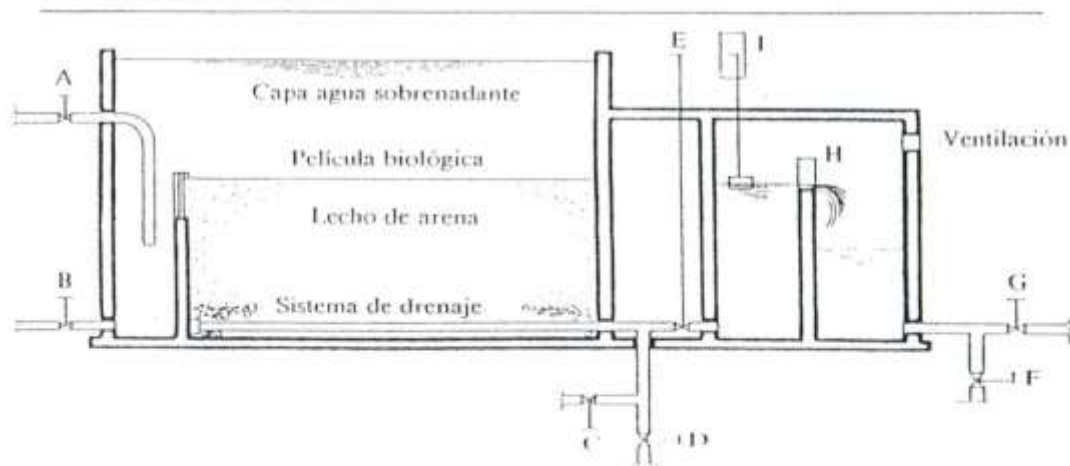 E
I
A
Capa agua sobrenadante
Película biológica
H
Ventilación
Lecho de arena
B
Sistema de drenaje
G
F
C
D